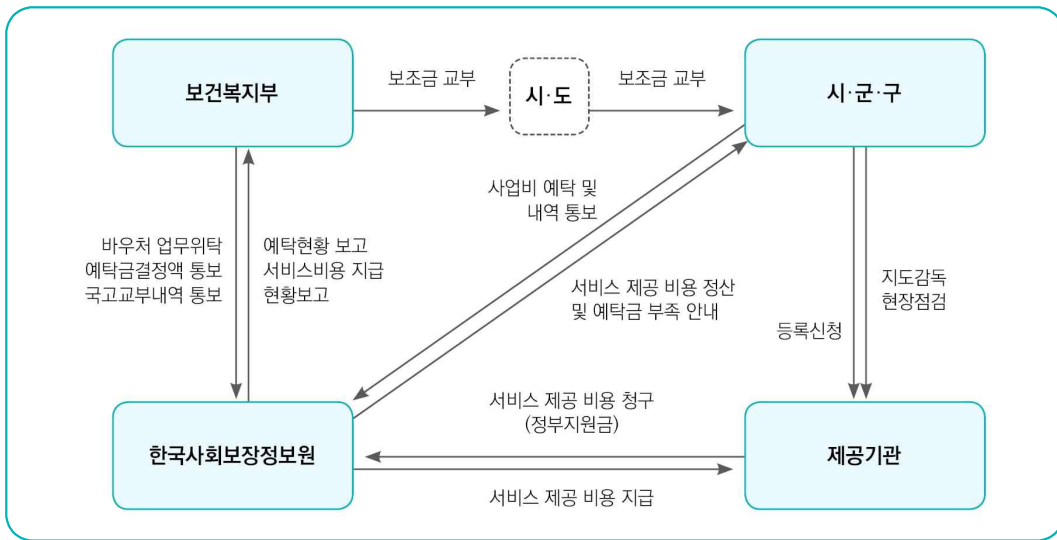 보건복지부
보조금 교부
시·도
보조금 교부
시·군·구
사업비 예탁 및
내역 통보
바우처 업무위탁
예탁금결정액 통보
국고교부내역 통보
예탁현황 보고
서비스비용 지급
현황보고
서비스 제공 비용 정산
및 예탁금 부족 안내
지도감독
현장점검
등록신청
한국사회보장정보원
서비스 제공 비용 청구
(정부지원금)
서비스 제공 비용 지급
제공기관